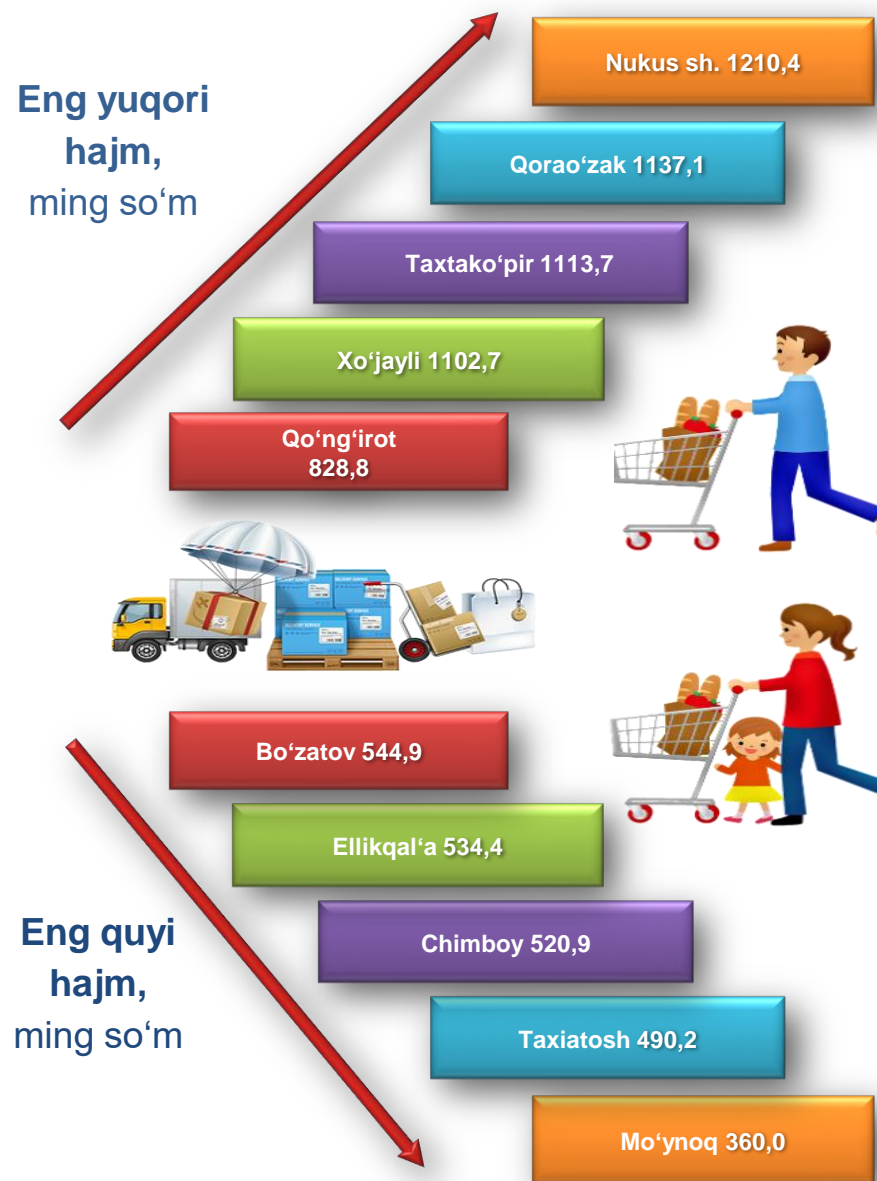 Eng yuqori
hajm,
ming so‘m
Nukus sh. 1210,4
Qorao‘zak 1137,1
Taxtako‘pir 1113,7
Xo‘jayli 1102,7
Qo‘ng‘irot
828,8
Bo‘zatov 544,9
Ellikqal‘a 534,4
Chimboy 520,9
Taxiatosh 490,2
Mo‘ynoq 360,0
Eng quyi
hajm,
ming so‘m